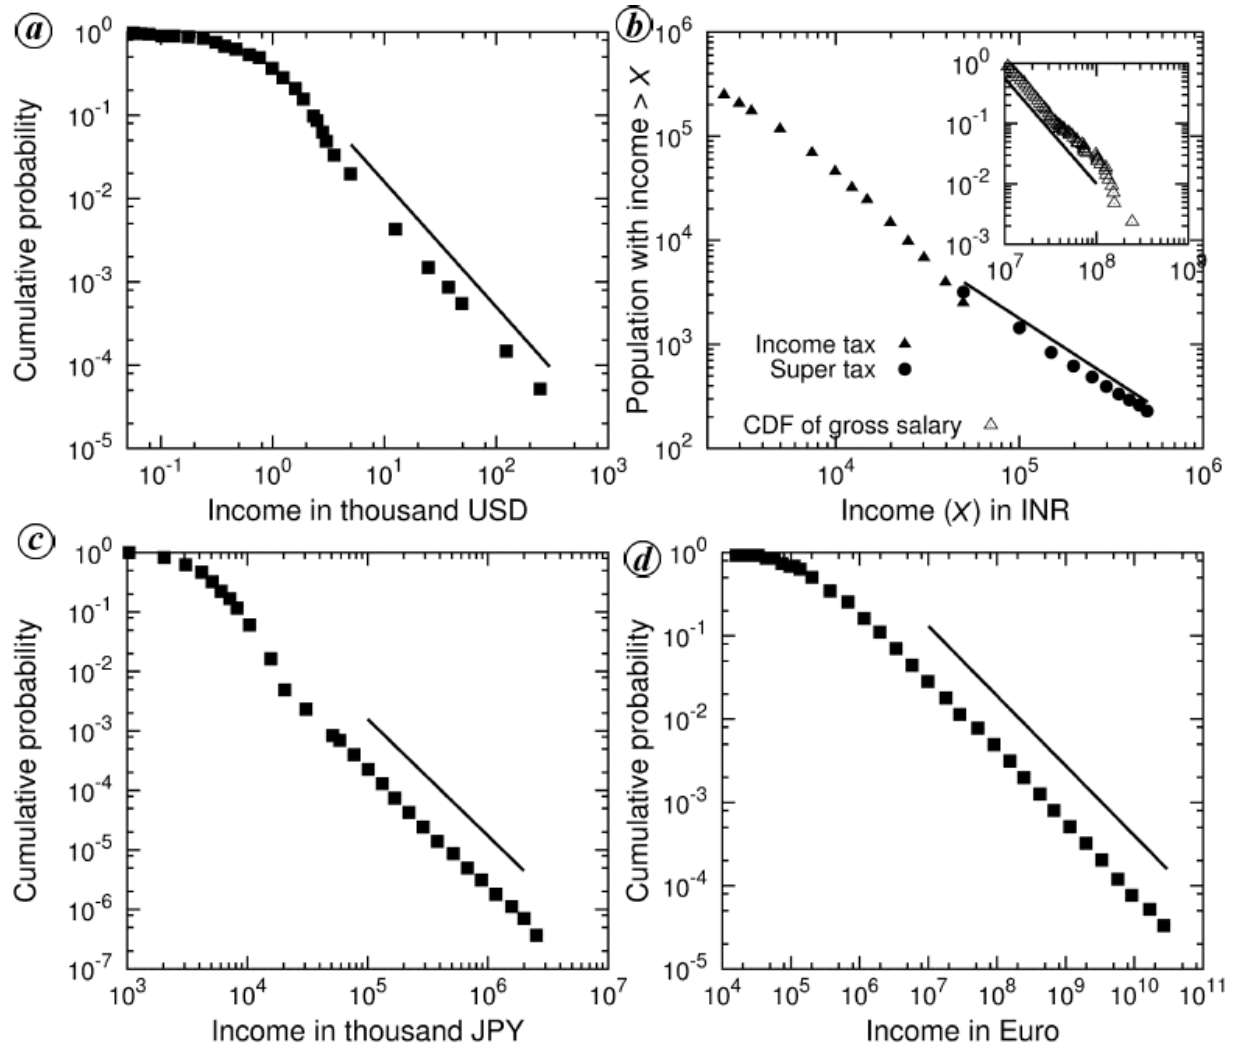 a
10^0
10^-1
10^-2
10^-3
10^-4
10^-5
Cumulative probability
10^-1 10^0 10^1 10^2 10^3
Income in thousand USD
b
10^6
10^5
10^4
10^3
10^2
Population with income > X
Income tax
Super tax
CDF of gross salary
10^4 10^5 10^6
Income (X) in INR
10^0
10^-1
10^-2
10^-3
10^7 10^8 10^9
c
10^0
10^-1
10^-2
10^-3
10^-4
10^-5
10^-6
10^-7
Cumulative probability
10^3 10^4 10^5 10^6 10^7
Income in thousand JPY
d
10^0
10^-1
10^-2
10^-3
10^-4
10^-5
Cumulative probability
10^4 10^5 10^6 10^7 10^8 10^9 10^10 10^11
Income in Euro